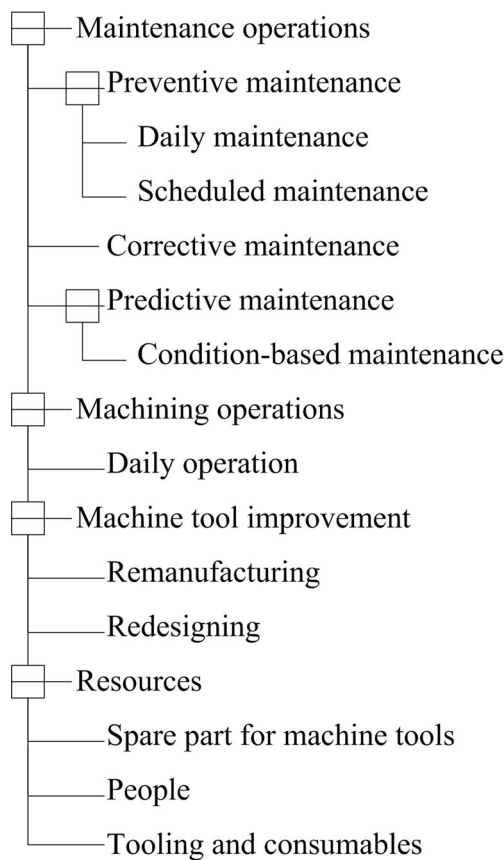 Maintenance operations
Preventive maintenance
Daily maintenance
Scheduled maintenance
Corrective maintenance
Predictive maintenance
Condition-based maintenance
Machining operations
Daily operation
Machine tool improvement
Remanufacturing
Redesigning
Resources
Spare part for machine tools
People
Tooling and consumables